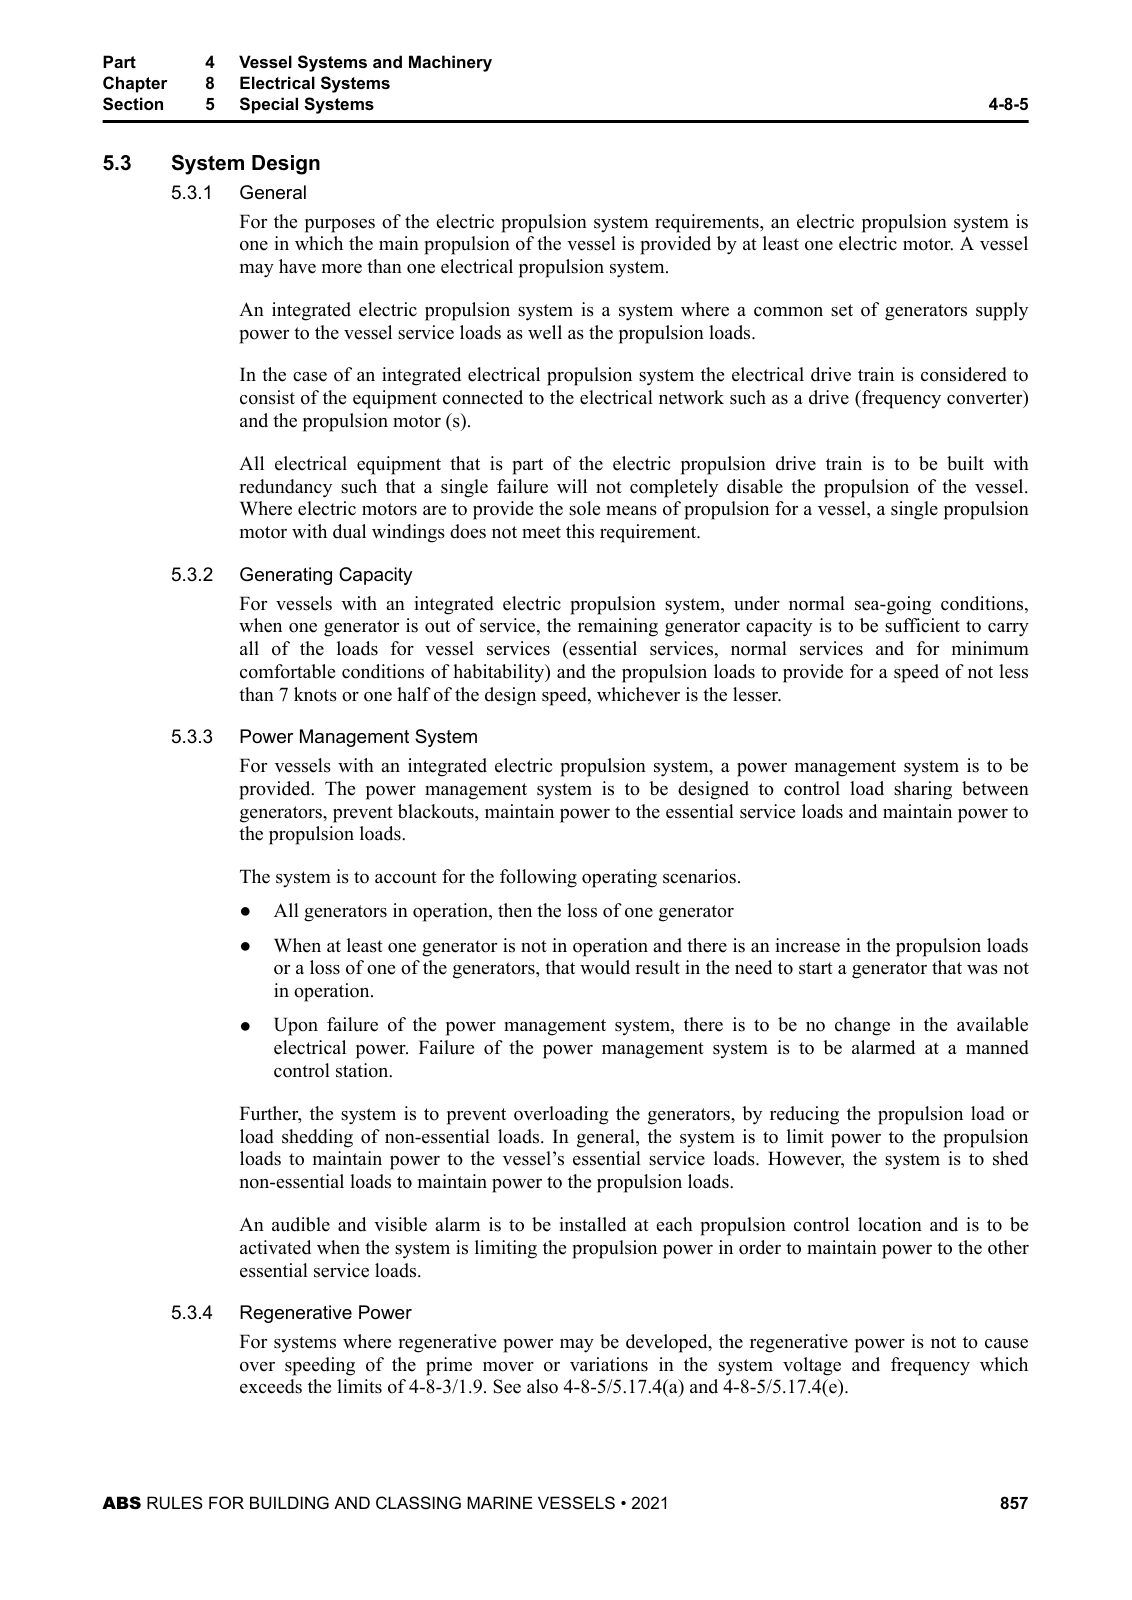 Part 4 Vessel Systems and Machinery
Chapter 8 Electrical Systems
Section 5 Special Systems 4-8-5
5.3 System Design
5.3.1 General
For the purposes of the electric propulsion system requirements, an electric propulsion system is
one in which the main propulsion of the vessel is provided by at least one electric motor. A vessel
may have more than one electrical propulsion system.
An integrated electric propulsion system is a system where a common set of generators supply
power to the vessel service loads as well as the propulsion loads.
In the case of an integrated electrical propulsion system the electrical drive train is considered to
consist of the equipment connected to the electrical network such as a drive (frequency converter)
and the propulsion motor (s).
All electrical equipment that is part of the electric propulsion drive train is to be built with
redundancy such that a single failure will not completely disable the propulsion of the vessel.
Where electric motors are to provide the sole means of propulsion for a vessel, a single propulsion
motor with dual windings does not meet this requirement.
5.3.2 Generating Capacity
For vessels with an integrated electric propulsion system, under normal sea-going conditions,
when one generator is out of service, the remaining generator capacity is to be sufficient to carry
all of the loads for vessel services (essential services, normal services and for minimum
comfortable conditions of habitability) and the propulsion loads to provide for a speed of not less
than 7 knots or one half of the design speed, whichever is the lesser.
5.3.3 Power Management System
For vessels with an integrated electric propulsion system, a power management system is to be
provided. The power management system is to be designed to control load sharing between
generators, prevent blackouts, maintain power to the essential service loads and maintain power to
the propulsion loads.
The system is to account for the following operating scenarios.
● All generators in operation, then the loss of one generator
● When at least one generator is not in operation and there is an increase in the propulsion loads
or a loss of one of the generators, that would result in the need to start a generator that was not
in operation.
● Upon failure of the power management system, there is to be no change in the available
electrical power. Failure of the power management system is to be alarmed at a manned
control station.
Further, the system is to prevent overloading the generators, by reducing the propulsion load or
load shedding of non-essential loads. In general, the system is to limit power to the propulsion
loads to maintain power to the vessel’s essential service loads. However, the system is to shed
non-essential loads to maintain power to the propulsion loads.
An audible and visible alarm is to be installed at each propulsion control location and is to be
activated when the system is limiting the propulsion power in order to maintain power to the other
essential service loads.
5.3.4 Regenerative Power
For systems where regenerative power may be developed, the regenerative power is not to cause
over speeding of the prime mover or variations in the system voltage and frequency which
exceeds the limits of 4-8-3/1.9. See also 4-8-5/5.17.4(a) and 4-8-5/5.17.4(e).
ABS RULES FOR BUILDING AND CLASSING MARINE VESSELS • 2021 857